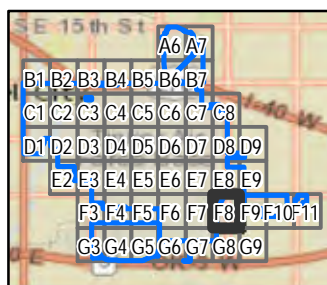 SE 15th St
A6 A7
B1 B2 B3 B4 B5 B6 B7
I-40 W
C1 C2 C3 C4 C5 C6 C7 C8
D1 D2 D3 D4 D5 D6 D7 D8 D9
E2 E3 E4 E5 E6 E7 E8 E9
F3 F4 F5 F6 F7 F8 F9 F10 F11
G3 G4 G5 G6 G7 G8 G9